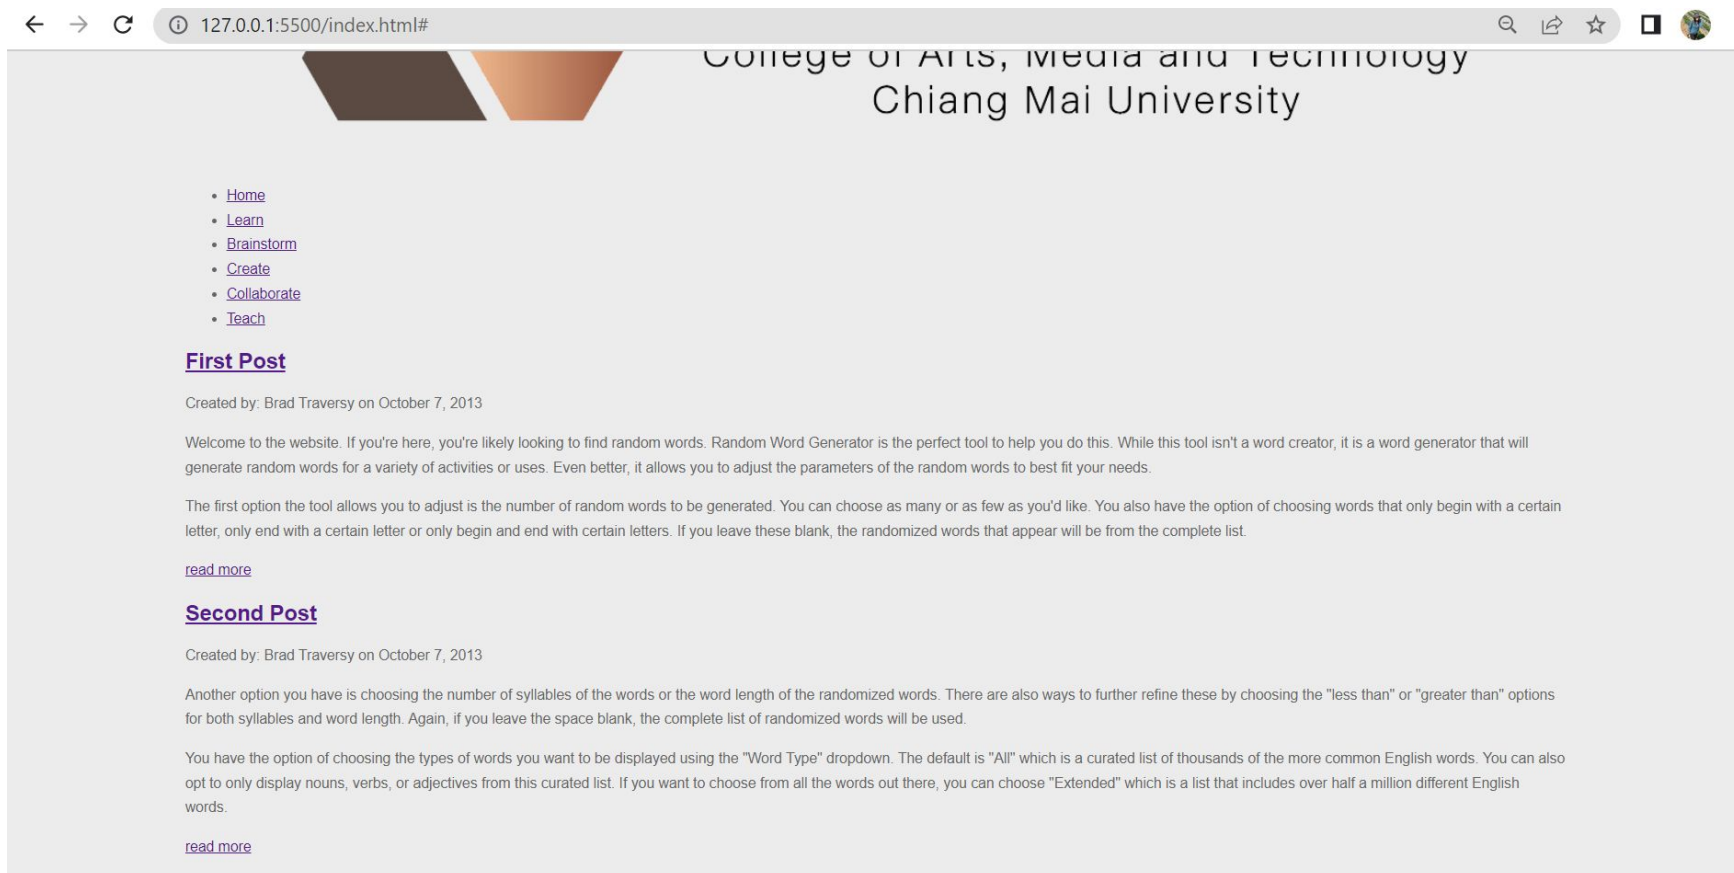 127.0.0.1:5500/index.html#
College of Arts, Media and Technology
Chiang Mai University
Home
Learn
Brainstorm
Create
Collaborate
Teach
First Post
Created by: Brad Traversy on October 7, 2013
Welcome to the website. If you're here, you're likely looking to find random words. Random Word Generator is the perfect tool to help you do this. While this tool isn't a word creator, it is a word generator that will
generate random words for a variety of activities or uses. Even better, it allows you to adjust the parameters of the random words to best fit your needs.
The first option the tool allows you to adjust is the number of random words to be generated. You can choose as many or as few as you'd like. You also have the option of choosing words that only begin with a certain
letter, only end with a certain letter or only begin and end with certain letters. If you leave these blank, the randomized words that appear will be from the complete list.
read more
Second Post
Created by: Brad Traversy on October 7, 2013
Another option you have is choosing the number of syllables of the words or the word length of the randomized words. There are also ways to further refine these by choosing the "less than" or "greater than" options
for both syllables and word length. Again, if you leave the space blank, the complete list of randomized words will be used.
You have the option of choosing the types of words you want to be displayed using the "Word Type" dropdown. The default is "All" which is a curated list of thousands of the more common English words. You can also
opt to only display nouns, verbs, or adjectives from this curated list. If you want to choose from all the words out there, you can choose "Extended" which is a list that includes over half a million different English
words.
read more